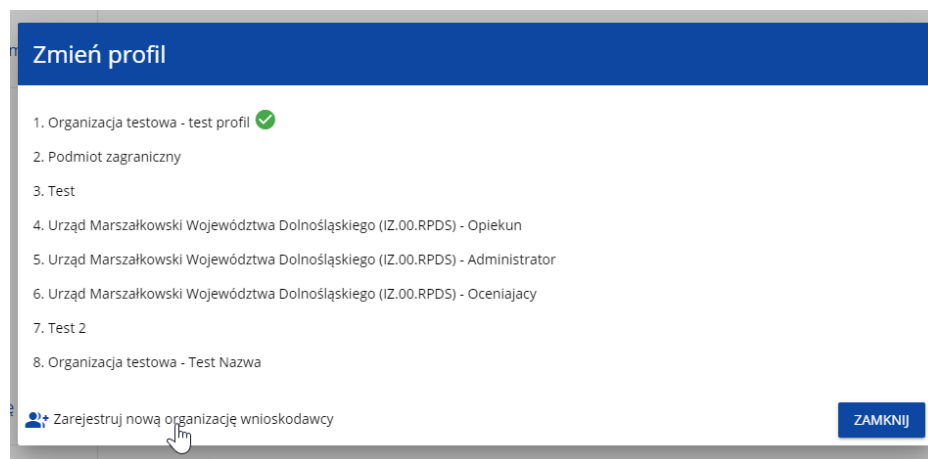 Zmień profil
1. Organizacja testowa - test profil
2. Podmiot zagraniczny
3. Test
4. Urząd Marszałkowski Województwa Dolnośląskiego (IZ.00.RPDS) - Opiekun
5. Urząd Marszałkowski Województwa Dolnośląskiego (IZ.00.RPDS) - Administrator
6. Urząd Marszałkowski Województwa Dolnośląskiego (IZ.00.RPDS) - Oceniajacy
7. Test 2
8. Organizacja testowa - Test Nazwa
Zarejestruj nową organizację wnioskodawcy
ZAMKNIJ